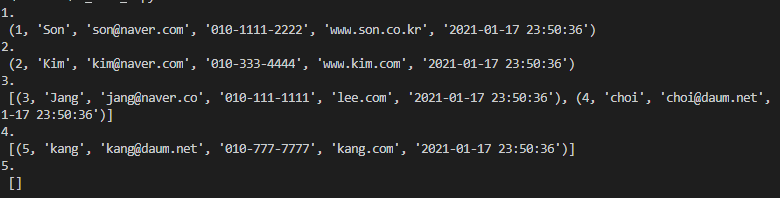 1.
(1, 'Son', 'son@naver.com', '010-1111-2222', 'www.son.co.kr', '2021-01-17 23:50:36')
2.
(2, 'Kim', 'kim@naver.com', '010-333-4444', 'www.kim.com', '2021-01-17 23:50:36')
3.
[(3, 'Jang', 'jang@naver.co', '010-111-1111', 'lee.com', '2021-01-17 23:50:36'), (4, 'choi', 'choi@daum.net',
1-17 23:50:36')]
4.
[(5, 'kang', 'kang@daum.net', '010-777-7777', 'kang.com', '2021-01-17 23:50:36')]
5.
[]